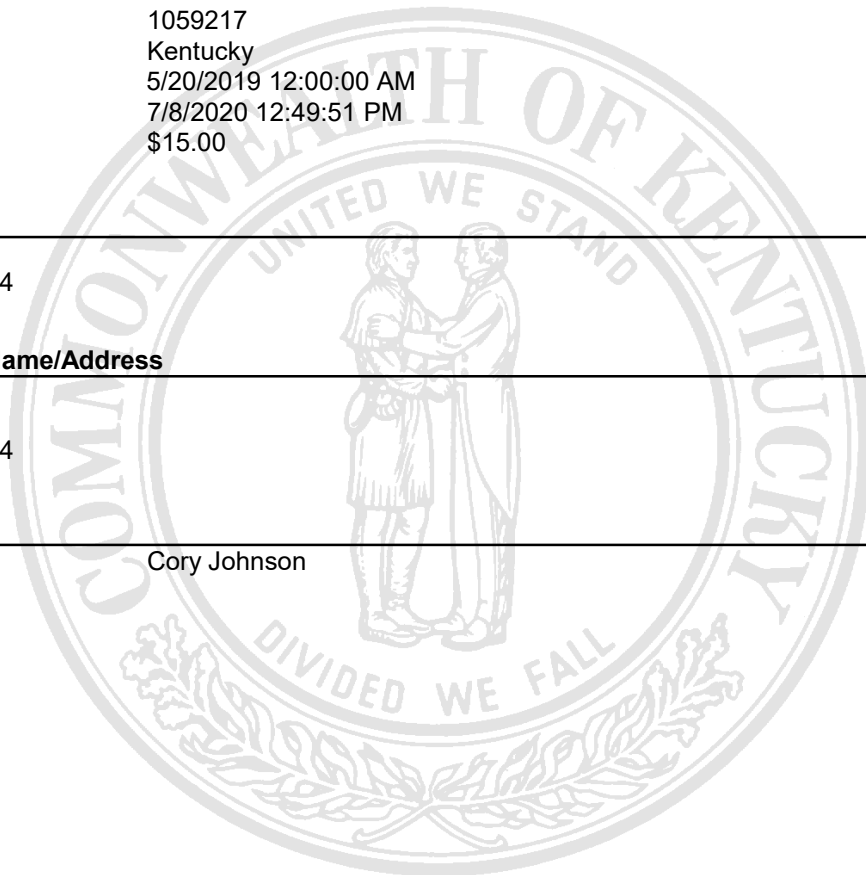 1059217
Kentucky
5/20/2019 12:00:00 AM
7/8/2020 12:49:51 PM
$15.00
COMMONWEALTH OF KENTUCKY
UNITED WE STAND
4
ame/Address
4
Cory Johnson
DIVIDED WE FALL